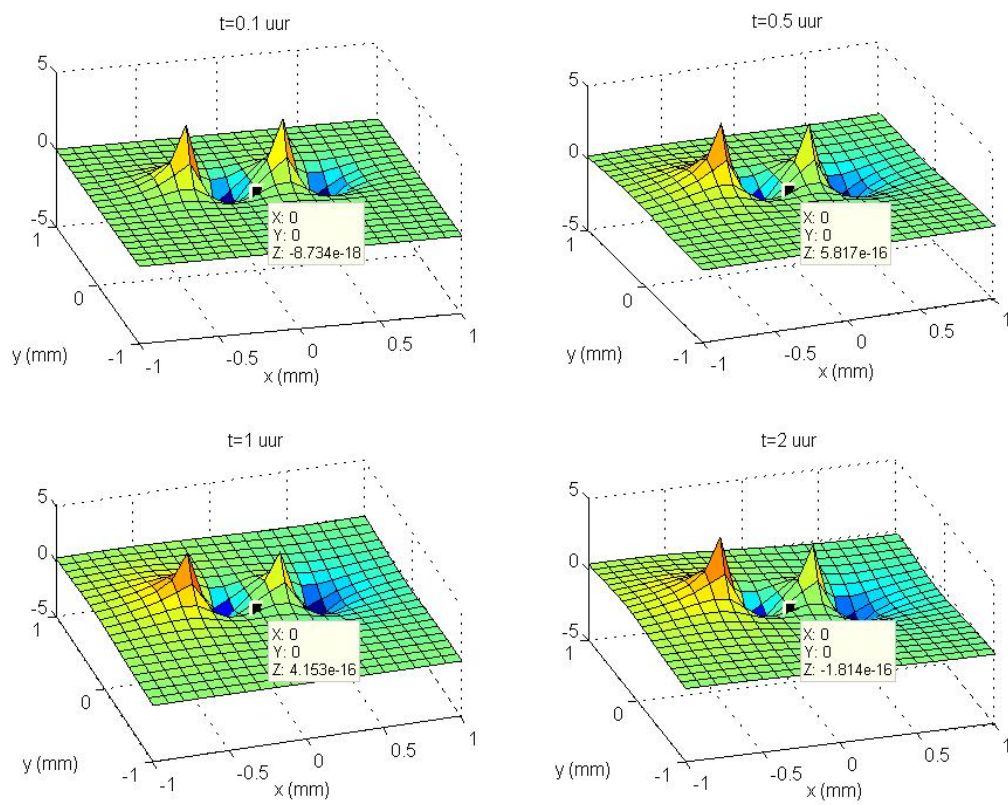 t=0.1 uur
5
0
-5
1
0
-1
y (mm)
X: 0
Y: 0
Z: -8.734e-18
-1
-0.5
0
0.5
1
x (mm)
t=0.5 uur
5
0
-5
1
0
-1
y (mm)
X: 0
Y: 0
Z: 5.817e-16
-1
-0.5
0
0.5
1
x (mm)
t=1 uur
5
0
-5
1
0
-1
y (mm)
X: 0
Y: 0
Z: 4.153e-16
-1
-0.5
0
0.5
1
x (mm)
t=2 uur
5
0
-5
1
0
-1
y (mm)
X: 0
Y: 0
Z: -1.814e-16
-1
-0.5
0
0.5
1
x (mm)